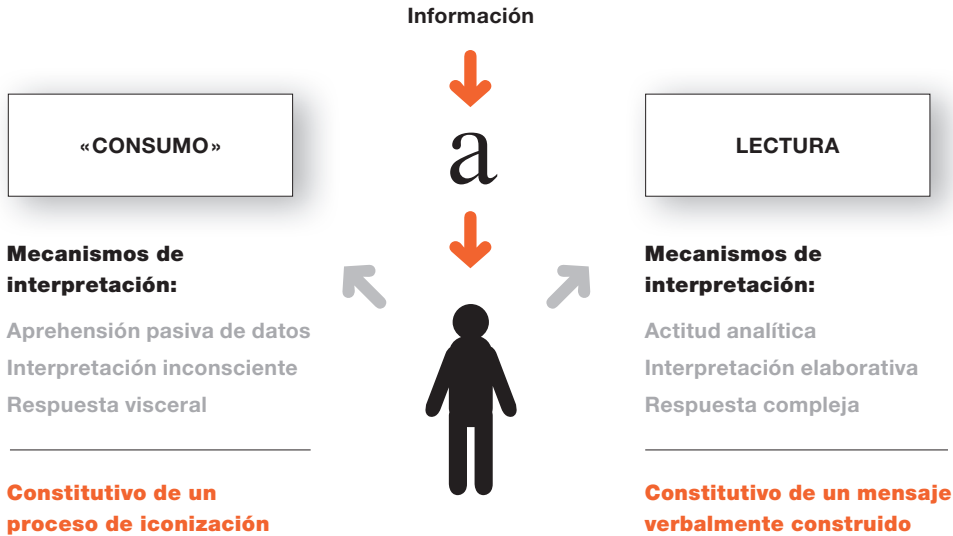 Información
a
«CONSUMO»
Mecanismos de
interpretación:
Aprehensión pasiva de datos
Interpretación inconsciente
Respuesta visceral
Constitutivo de un
proceso de iconización
LECTURA
Mecanismos de
interpretación:
Actitud analítica
Interpretación elaborativa
Respuesta compleja
Constitutivo de un mensaje
verbalmente construido